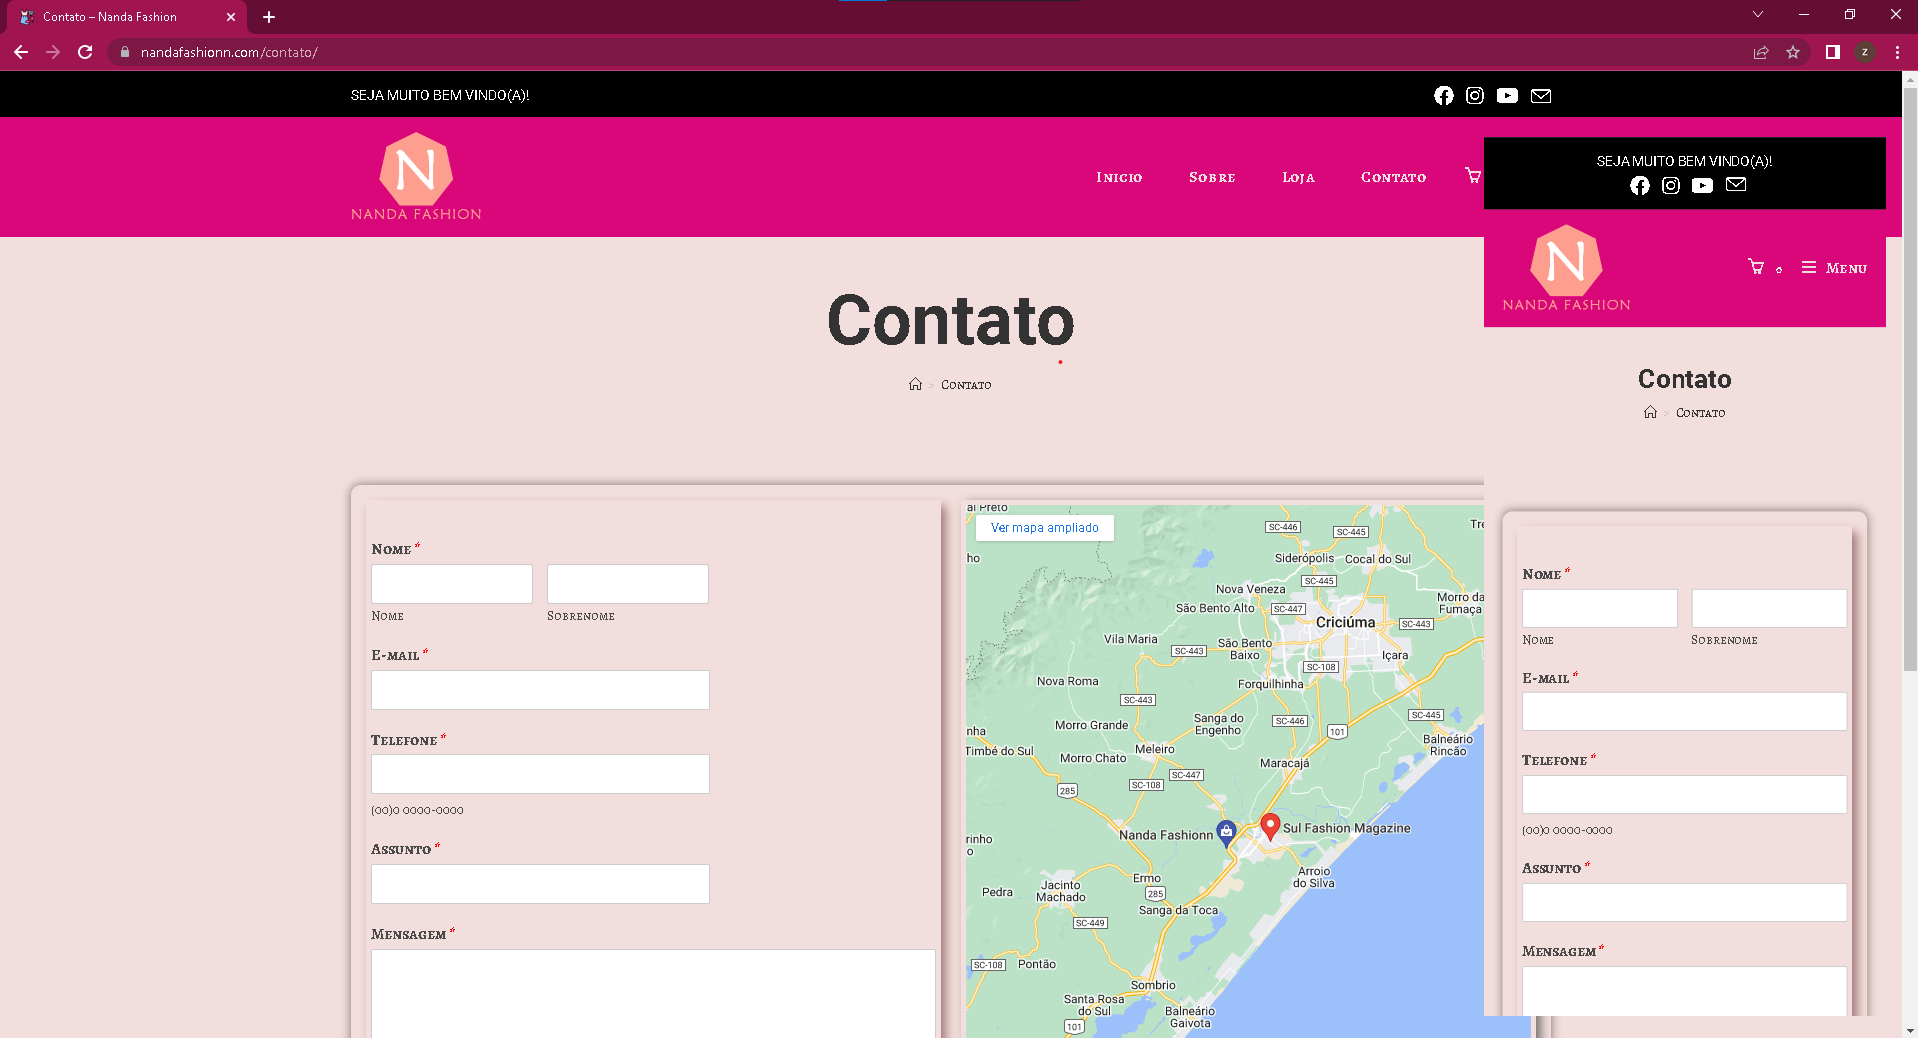 Contato – Nanda Fashion
nandafashionn.com/contato/
Z
SEJA MUITO BEM VINDO(A)!
N
NANDA FASHION
Inicio
Sobre
Loja
Contato
Contato
> Contato
Nome *
Nome
Sobrenome
E-mail *
Telefone *
(00)0 0000-0000
Assunto *
Mensagem *
al Preto
Ver mapa ampliado
ho
SC-446
SC-445
Tre
Siderópolis
Cocal do Sul
SC-445
Nova Veneza
Morro da
Fumaça
São Bento Alto
SC-447
Criciúma
SC-443
Vila Maria
São Bento
Baixo
SC-443
Içara
SC-108
Nova Roma
Forquilhinha
SC-443
Morro Grande
Sanga do
Engenho
SC-446
SC-445
nha
101
Balneário
Rincão
Timbé do Sul
Meleiro
Morro Chato
Maracajá
SC-447
SC-108
285
Nanda Fashionn
Sul Fashion Magazine
rinho
o
Ermo
Arroio
do Silva
Pedra
Jacinto
Machado
285
Sanga da Toca
SC-449
SC-108
Pontão
Sombrio
Santa Rosa
do Sul
Balneário
Gaivota
101
SEJA MUITO BEM VINDO(A)!
N
NANDA FASHION
0
Menu
Contato
> Contato
Nome *
Nome
Sobrenome
E-mail *
Telefone *
(00)0 0000-0000
Assunto *
Mensagem *